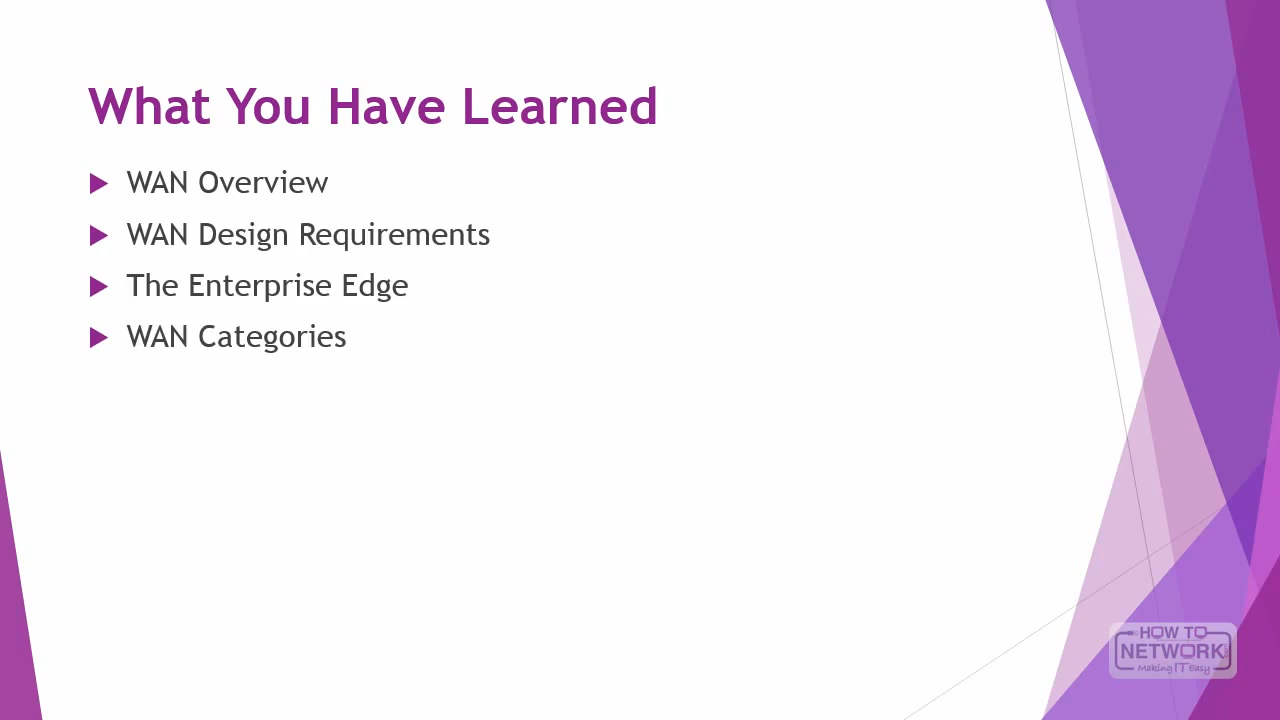 What You Have Learned
WAN Overview
WAN Design Requirements
The Enterprise Edge
WAN Categories
HOW TO
NETWORK
Making IT Easy